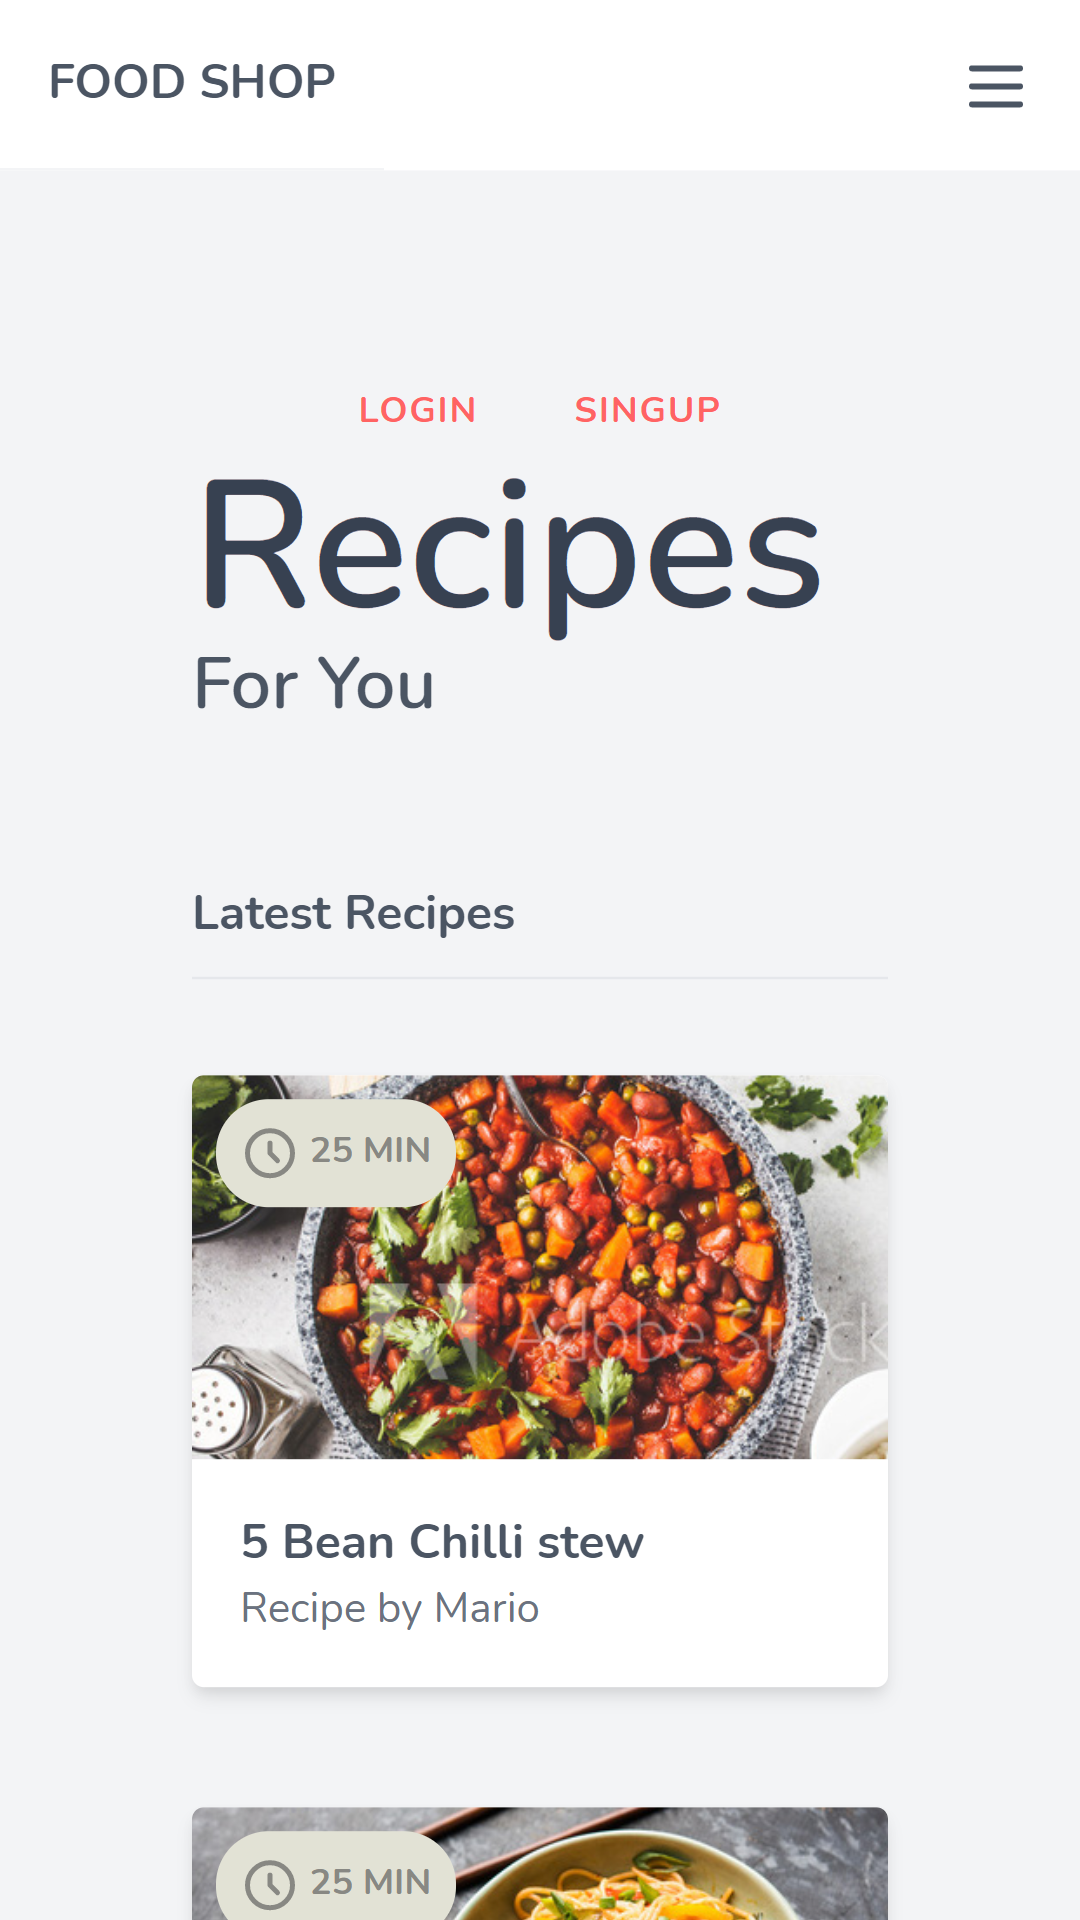 FOOD SHOP
LOGIN SINGUP
Recipes
For You
Latest Recipes
25 MIN
Adobe Stock
5 Bean Chilli stew
Recipe by Mario
25 MIN